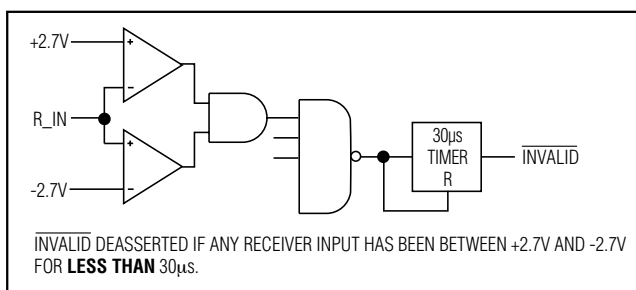 +2.7V
R_IN
-2.7V
+
-
+
-
30μs
TIMER
R
INVALID
INVALID DEASSERTED IF ANY RECEIVER INPUT HAS BEEN BETWEEN +2.7V AND -2.7V
FOR LESS THAN 30μs.